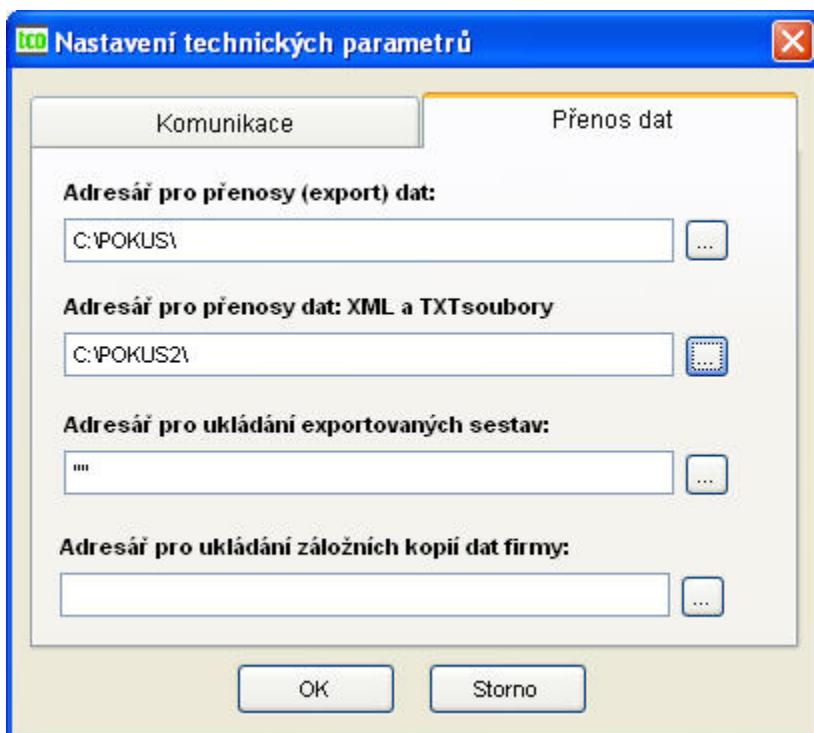 tco Nastavení technických parametrů
Komunikace
Přenos dat
Adresář pro přenosy (export) dat:
C:\POKUS\
...
Adresář pro přenosy dat: XML a TXTsoubory
C:\POKUS2\
...
Adresář pro ukládání exportovaných sestav:
""
...
Adresář pro ukládání záložních kopií dat firmy:
...
OK
Storno